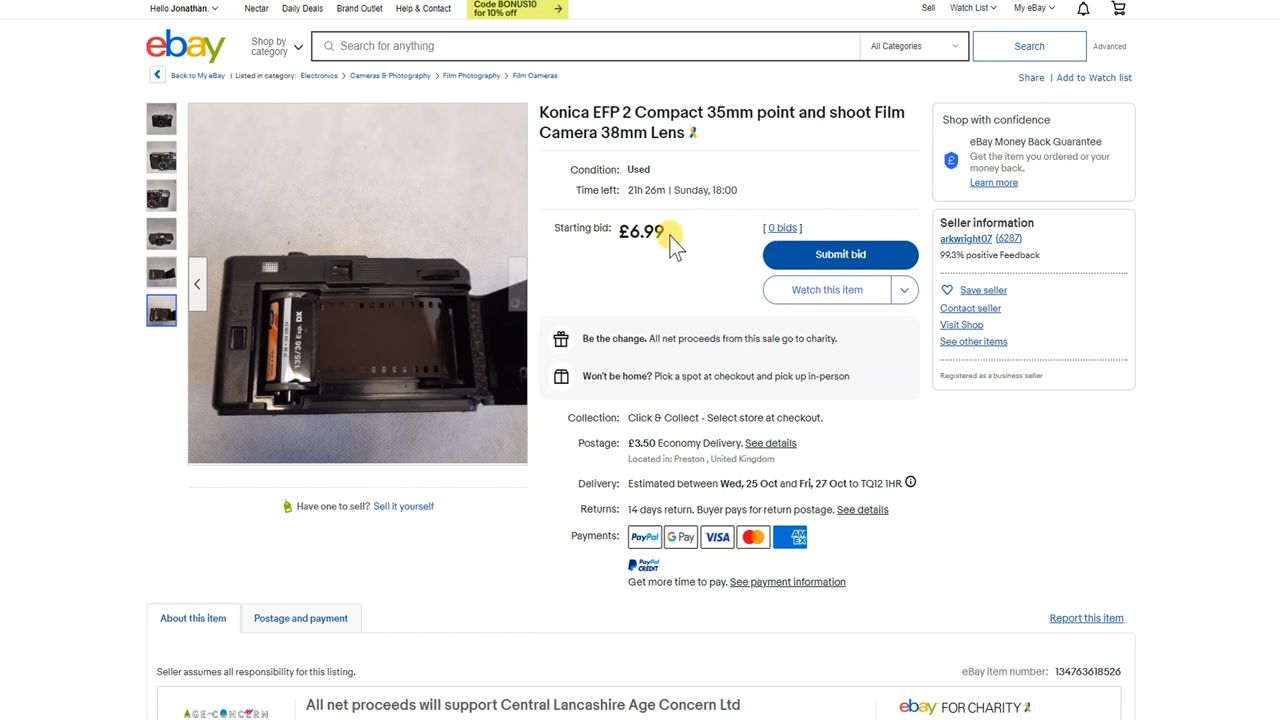 Hello Jonathan.
Nectar
Daily Deals
Brand Outlet
Help & Contact
Code BONUS10
for 10% off
Sell
Watch List
My eBay
ebay
Shop by
category
Search for anything
All Categories
Search
Advanced
Back to My eBay | Listed in category: Electronics > Cameras & Photography > Film Photography > Film Cameras
Share | Add to Watch list
Konica EFP 2 Compact 35mm point and shoot Film
Camera 38mm Lens
Condition: Used
Time left: 21h 26m | Sunday, 18:00
Starting bid: £6.99
[ 0 bids ]
Submit bid
Watch this item
Be the change. All net proceeds from this sale go to charity.
Won't be home? Pick a spot at checkout and pick up in-person
Collection: Click & Collect - Select store at checkout.
Postage: £3.50 Economy Delivery. See details
Located in: Preston , United Kingdom
Delivery: Estimated between Wed, 25 Oct and Fri, 27 Oct to TQ12 1HR
Returns: 14 days return. Buyer pays for return postage. See details
Payments: PayPal G Pay VISA AM EX
PayPal
CREDIT
Get more time to pay. See payment information
Shop with confidence
eBay Money Back Guarantee
Get the item you ordered or your
money back.
Learn more
Seller information
arkwright07 (6287)
99.3% positive Feedback
Save seller
Contact seller
Visit Shop
See other items
Registered as a business seller
135/36 Exp. DX
Have one to sell? Sell it yourself
About this item
Postage and payment
Report this item
Seller assumes all responsibility for this listing.
eBay item number: 134763618526
AGE CONCERN
All net proceeds will support Central Lancashire Age Concern Ltd
ebay FOR CHARITY